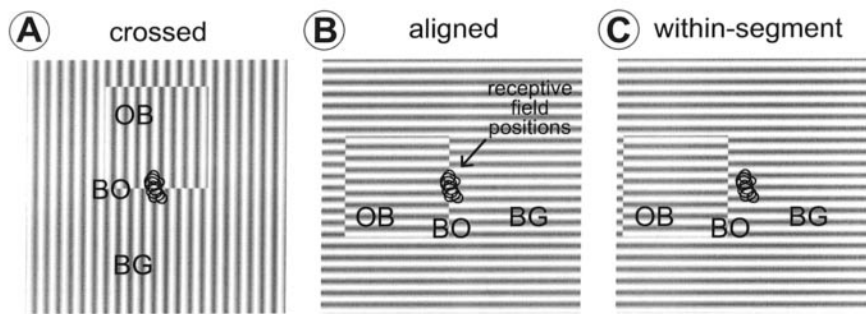 A crossed
OB
BO
BG
B aligned
receptive
field
positions
OB
BO
BG
C within-segment
OB
BO
BG